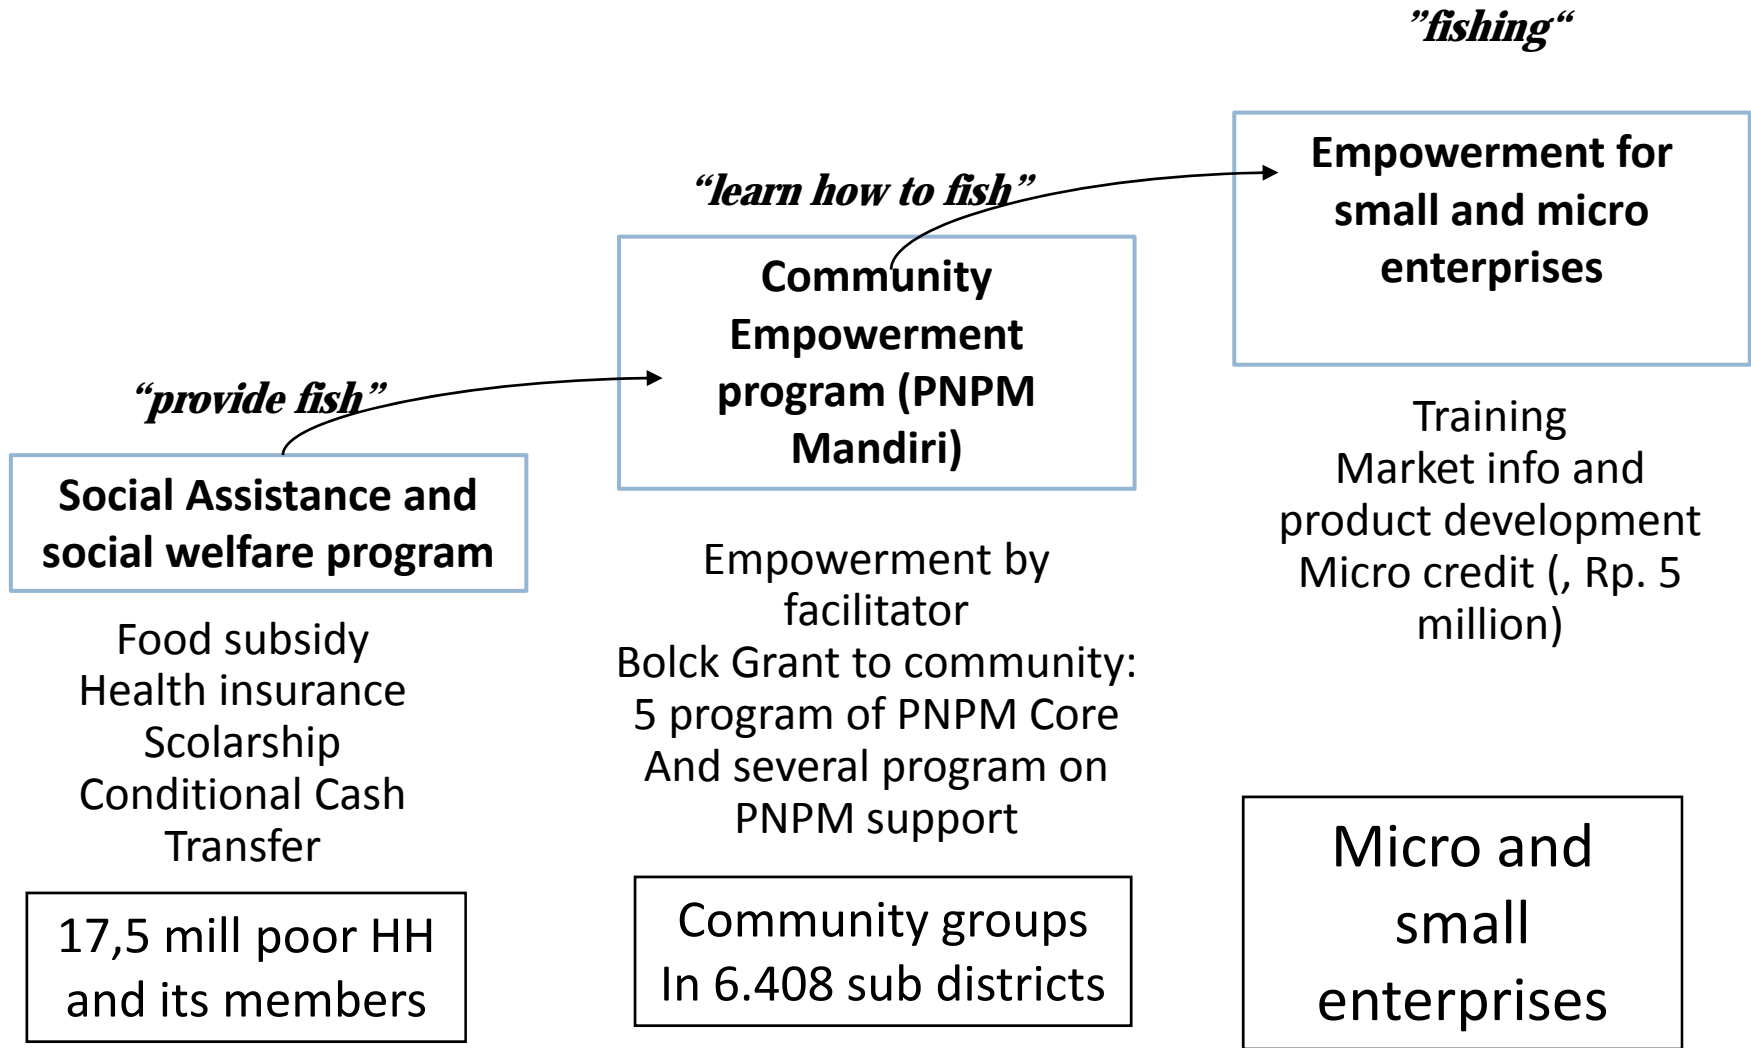 ”fishing“
Empowerment for
small and micro
enterprises
Training
Market info and
product development
Micro credit (, Rp. 5
million)
Micro and
small
enterprises
“learn how to fish”
Community
Empowerment
program (PNPM
Mandiri)
Empowerment by
facilitator
Bolck Grant to community:
5 program of PNPM Core
And several program on
PNPM support
Community groups
In 6.408 sub districts
“provide fish”
Social Assistance and
social welfare program
Food subsidy
Health insurance
Scolarship
Conditional Cash
Transfer
17,5 mill poor HH
and its members